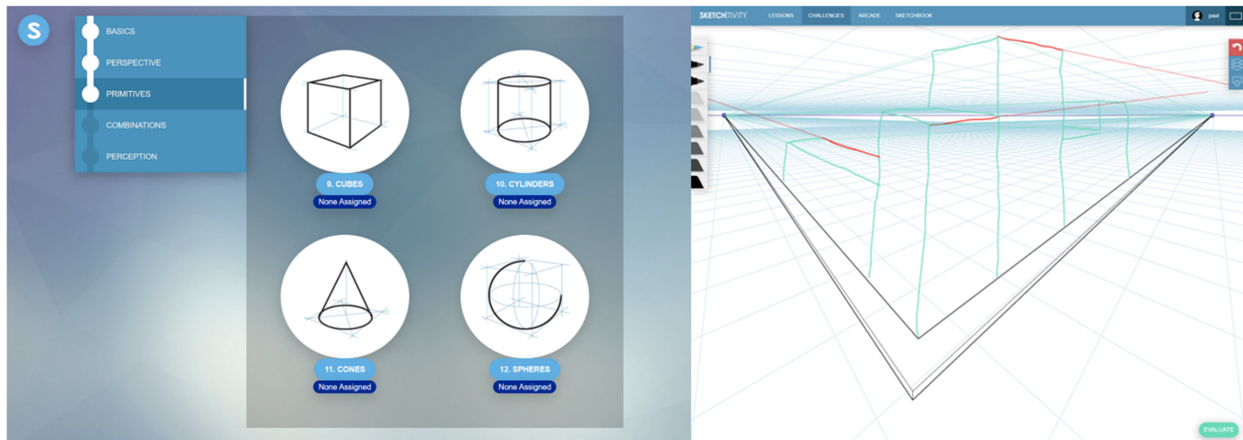 S
BASICS
PERSPECTIVE
PRIMITIVES
COMBINATIONS
PERCEPTION
9. CUBES
None Assigned
10. CYLINDERS
None Assigned
11. CONES
None Assigned
12. SPHERES
None Assigned
SKETCHTIVITY LESSONS CHALLENGES ARCADE SKETCHBOOK paul
EVALUATE